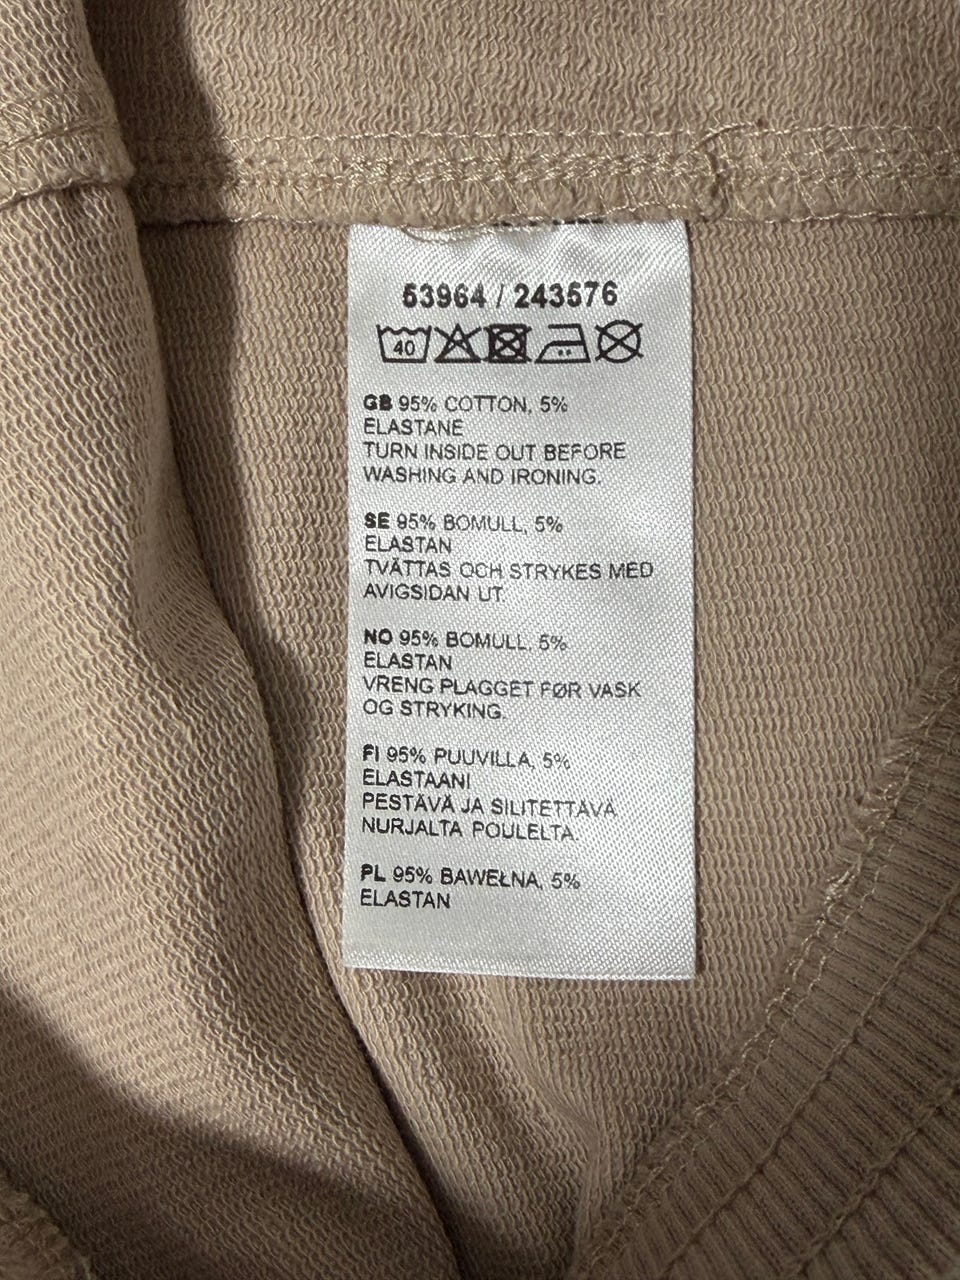 53964 / 243576
40
GB 95% COTTON, 5%
ELASTANE
TURN INSIDE OUT BEFORE
WASHING AND IRONING.
SE 95% BOMULL, 5%
ELASTAN
TVÄTTAS OCH STRYKES MED
AVIGSIDAN UT.
NO 95% BOMULL, 5%
ELASTAN
VRENG PLAGGET FØR VASK
OG STRYKING.
FI 95% PUUVILLA, 5%
ELASTAANI
PESTÄVÄ JA SILITETTÄVÄ
NURJALTA POULELTA.
PL 95% BAWEŁNA, 5%
ELASTAN